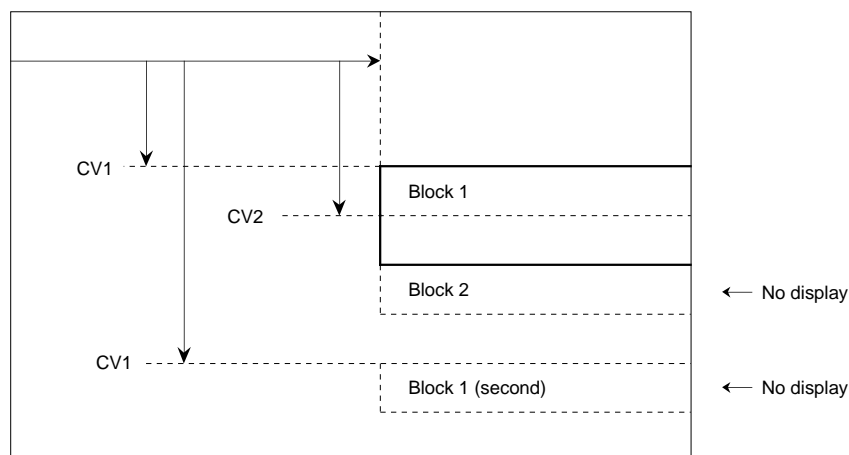 CV1
Block 1
CV2
Block 2
No display
CV1
Block 1 (second)
No display